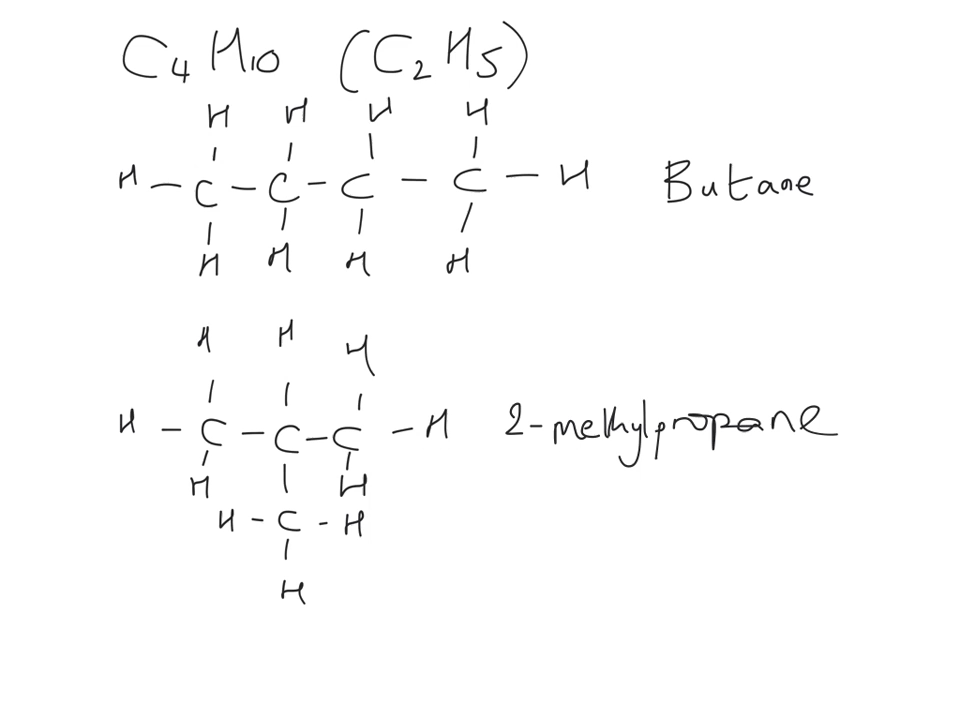 C₄H₁₀ (C₂H₅)
H H H H
H — C — C — C — C — H Butane
H H H H
H H H
H — C — C — C — H 2-methylpropane
H H
H - C - H
H